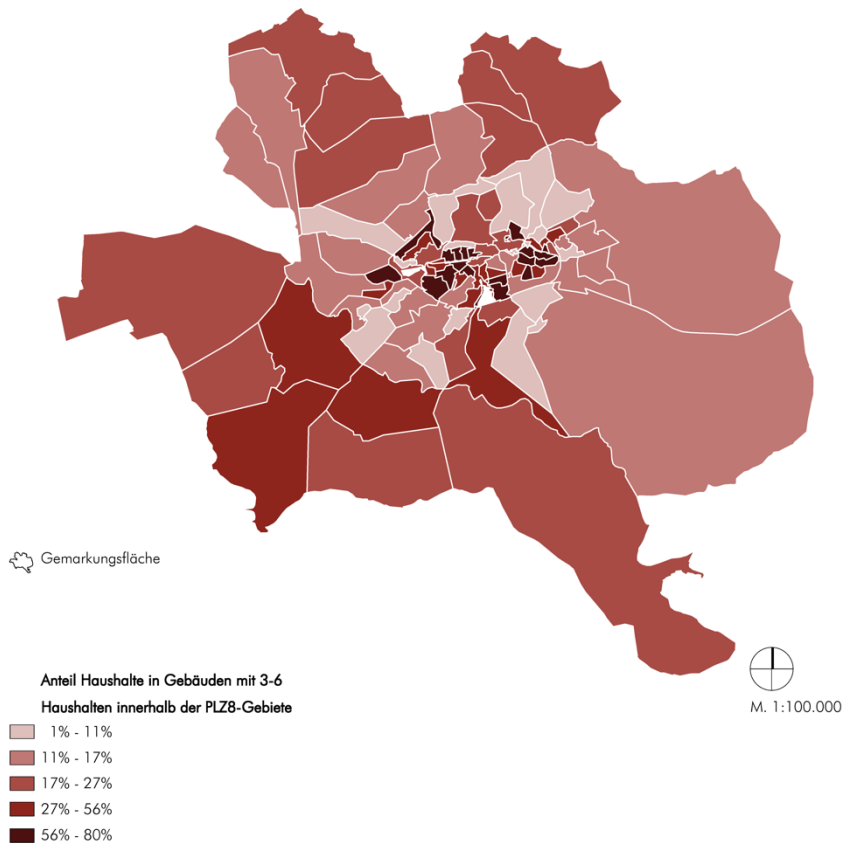 Gemarkungsfläche
Anteil Haushalte in Gebäuden mit 3-6
Haushalten innerhalb der PLZ8-Gebiete
1% - 11%
11% - 17%
17% - 27%
27% - 56%
56% - 80%
M. 1:100.000